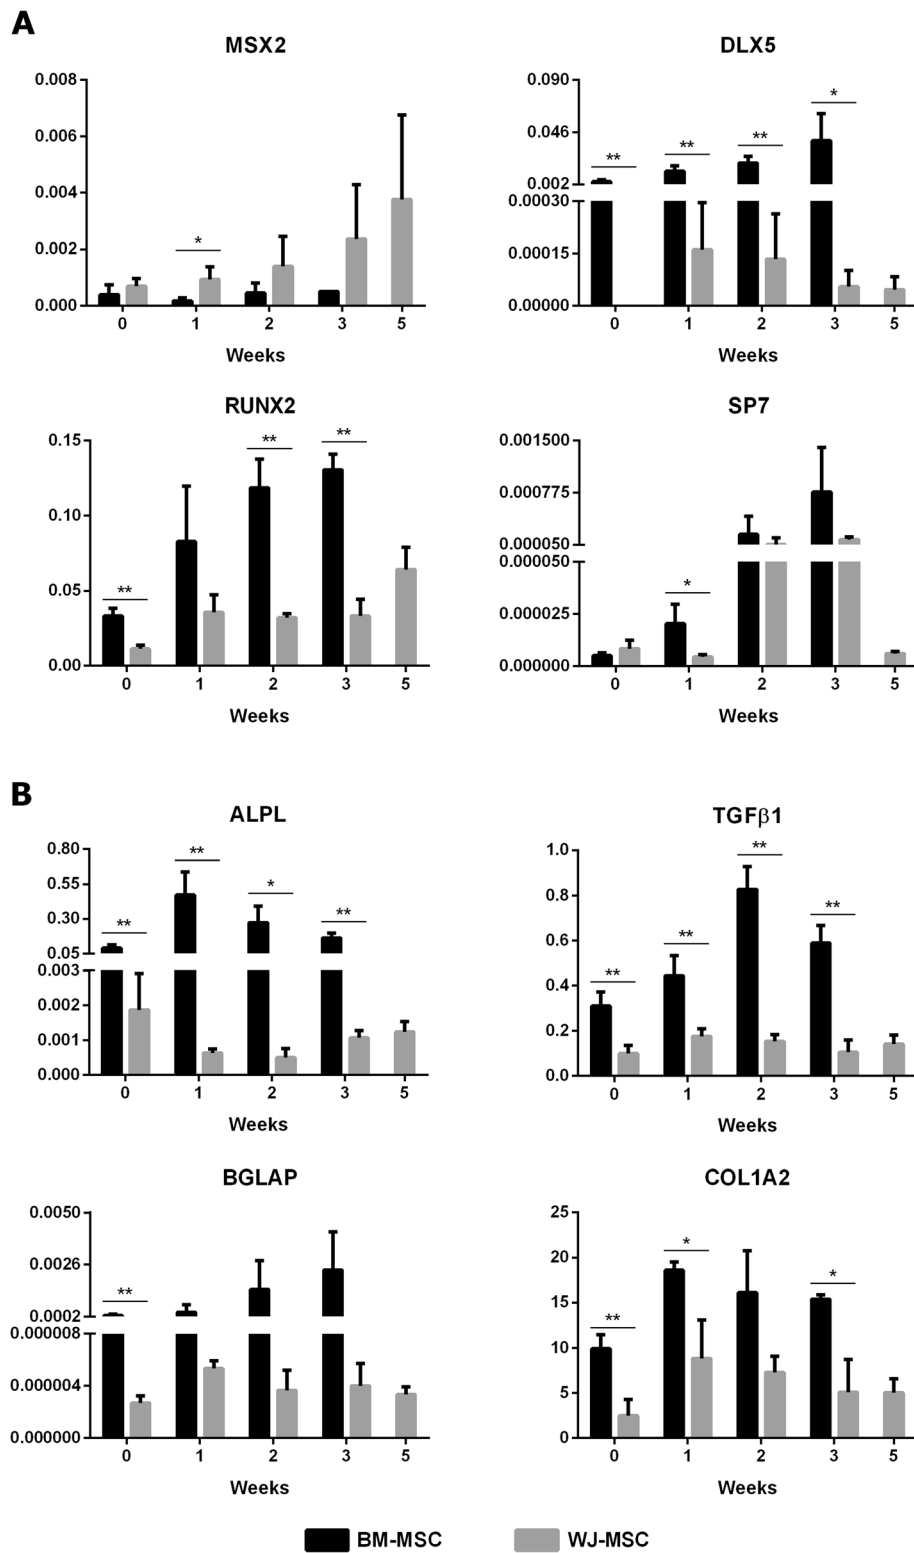 A
MSX2
0.008
0.006
0.004
0.002
0.000
*
0 1 2 3 5
Weeks
DLX5
0.090
0.046
0.002
0.00030
0.00015
0.00000
** ** ** *
0 1 2 3 5
Weeks
RUNX2
0.15
0.10
0.05
0.00
** ** **
0 1 2 3 5
Weeks
SP7
0.001500
0.000775
0.000050
0.000050
0.000025
0.000000
*
0 1 2 3 5
Weeks
B
ALPL
0.80
0.55
0.30
0.05
0.003
0.002
0.001
0.000
** ** * **
0 1 2 3 5
Weeks
TGFβ1
1.0
0.8
0.6
0.4
0.2
0.0
** ** ** **
0 1 2 3 5
Weeks
BGLAP
0.0050
0.0026
0.0002
0.000008
0.000004
0.000000
**
0 1 2 3 5
Weeks
COL1A2
25
20
15
10
5
0
** * *
0 1 2 3 5
Weeks
BM-MSC WJ-MSC